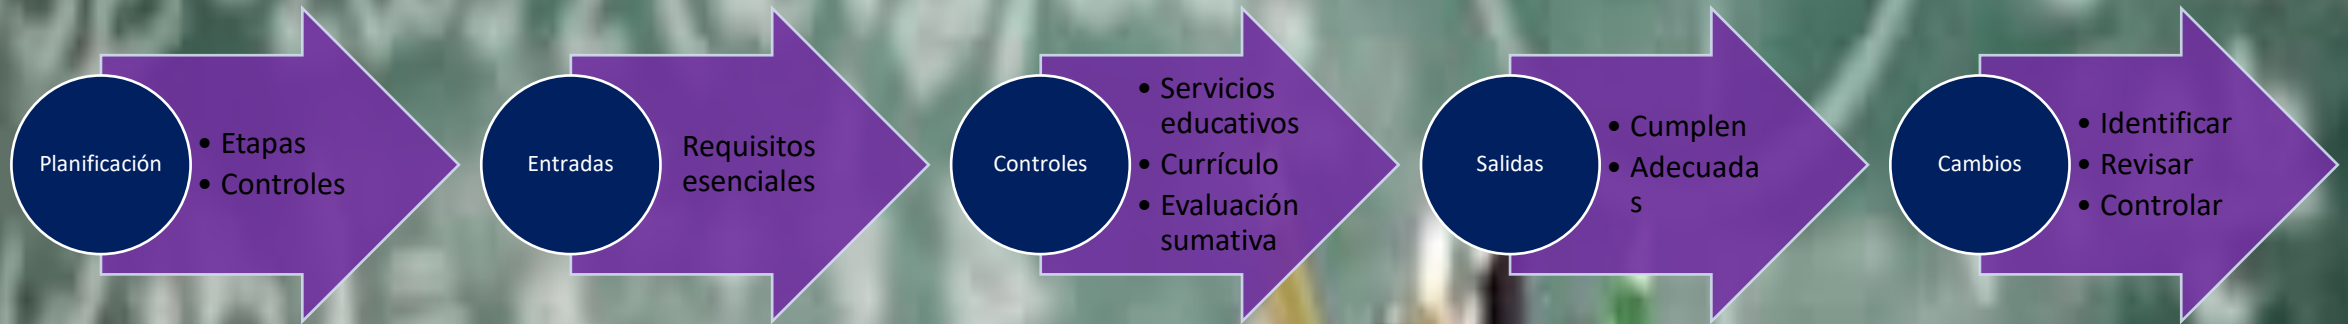 Planificación
• Etapas
• Controles
Entradas
Requisitos
esenciales
Controles
• Servicios
educativos
• Currículo
• Evaluación
sumativa
Salidas
• Cumplen
• Adecuada
s
Cambios
• Identificar
• Revisar
• Controlar